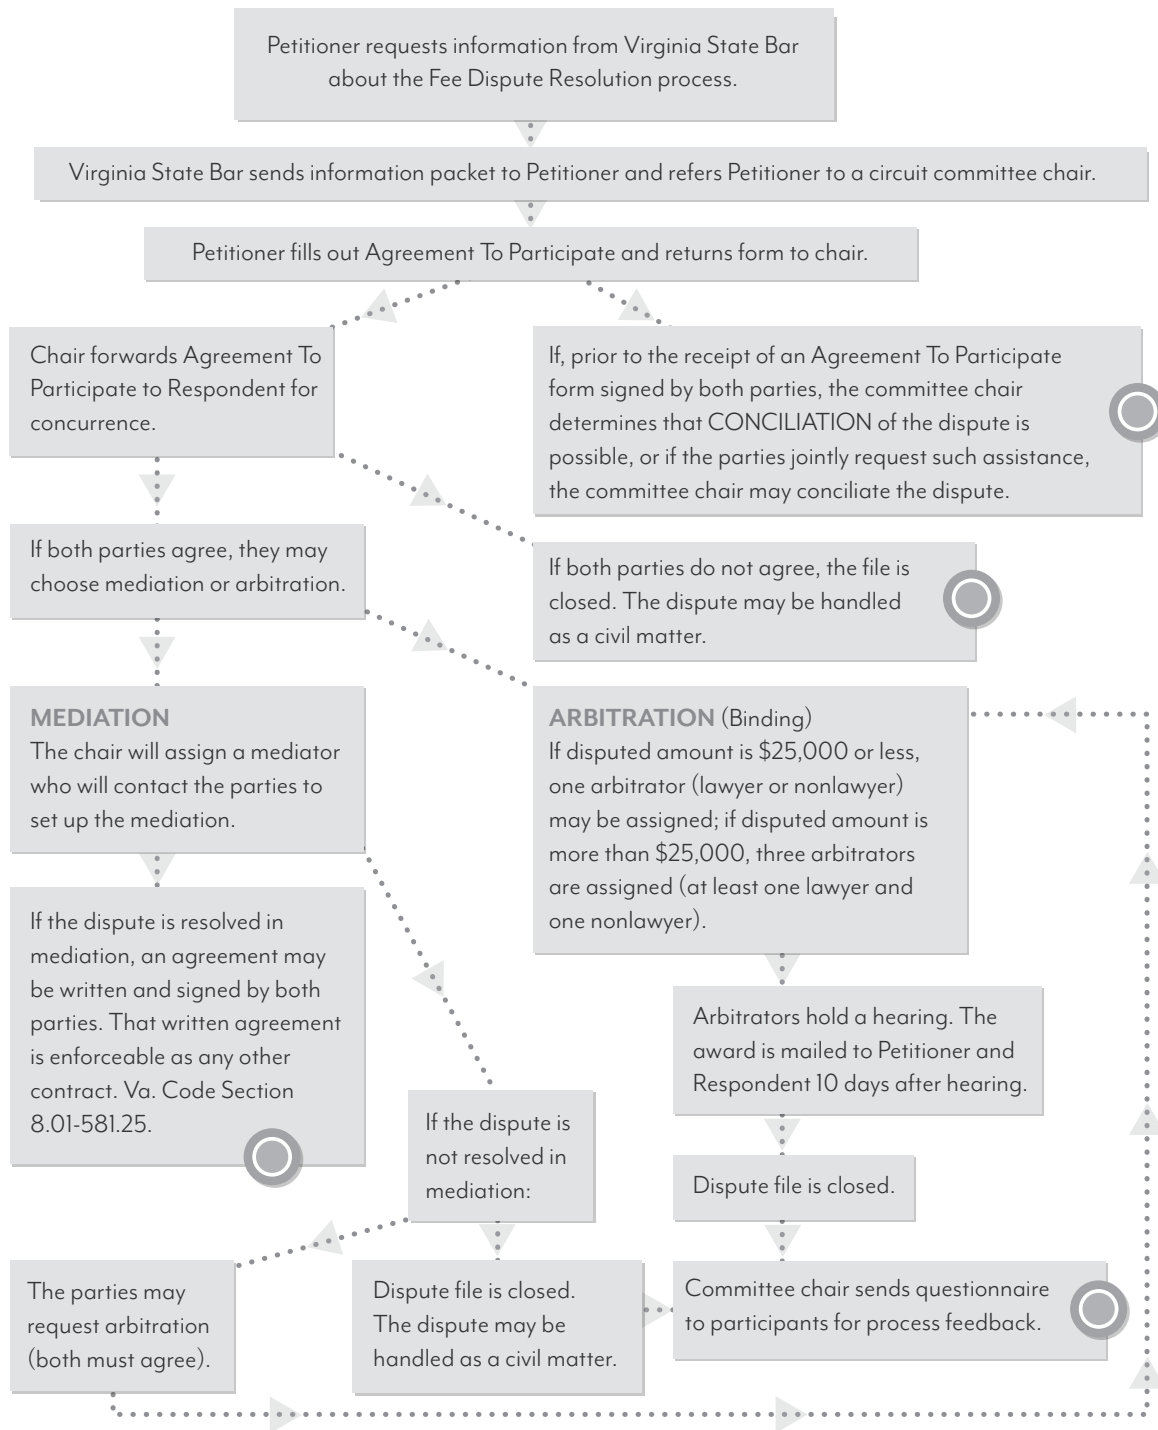 Petitioner requests information from Virginia State Bar
about the Fee Dispute Resolution process.
Virginia State Bar sends information packet to Petitioner and refers Petitioner to a circuit committee chair.
Petitioner fills out Agreement To Participate and returns form to chair.
Chair forwards Agreement To
Participate to Respondent for
concurrence.
If, prior to the receipt of an Agreement To Participate
form signed by both parties, the committee chair
determines that CONCILIATION of the dispute is
possible, or if the parties jointly request such assistance,
the committee chair may conciliate the dispute.
If both parties agree, they may
choose mediation or arbitration.
If both parties do not agree, the file is
closed. The dispute may be handled
as a civil matter.
MEDIATION
The chair will assign a mediator
who will contact the parties to
set up the mediation.
ARBITRATION (Binding)
If disputed amount is $25,000 or less,
one arbitrator (lawyer or nonlawyer)
may be assigned; if disputed amount is
more than $25,000, three arbitrators
are assigned (at least one lawyer and
one nonlawyer).
If the dispute is resolved in
mediation, an agreement may
be written and signed by both
parties. That written agreement
is enforceable as any other
contract. Va. Code Section
8.01-581.25.
Arbitrators hold a hearing. The
award is mailed to Petitioner and
Respondent 10 days after hearing.
If the dispute is
not resolved in
mediation:
Dispute file is closed.
The parties may
request arbitration
(both must agree).
Dispute file is closed.
The dispute may be
handled as a civil matter.
Committee chair sends questionnaire
to participants for process feedback.